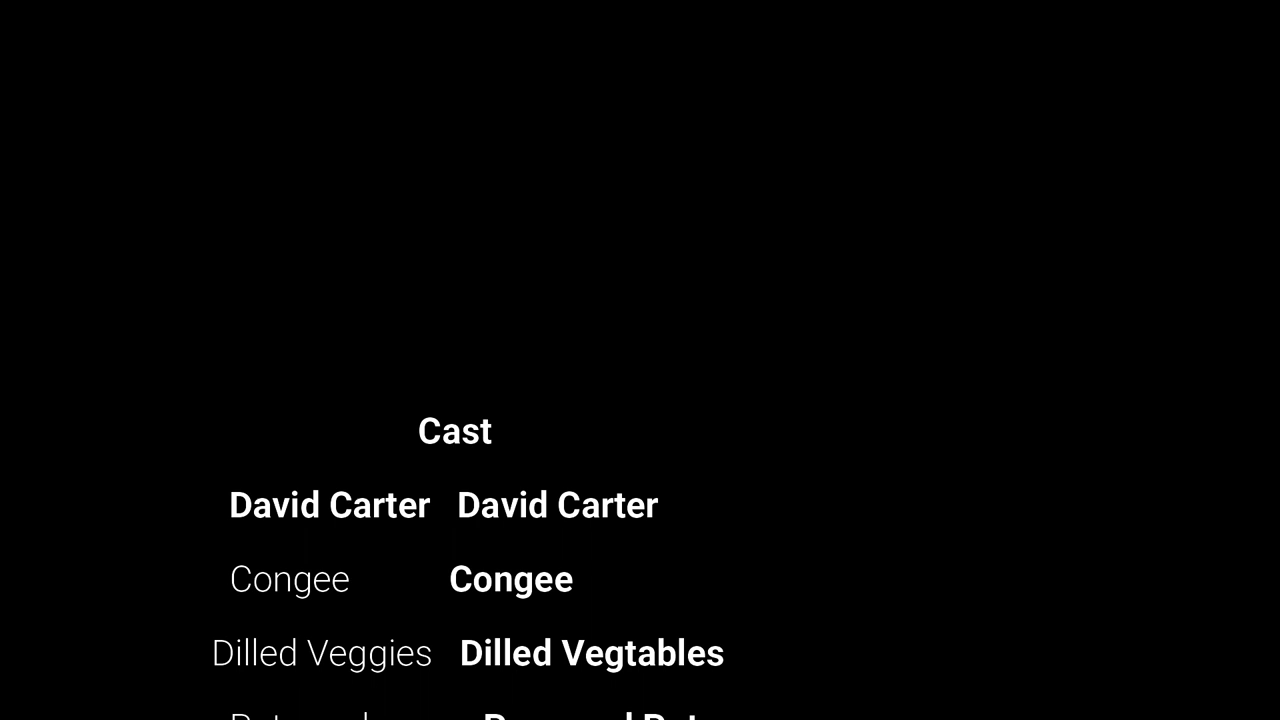 Cast
David Carter David Carter
Congee Congee
Dilled Veggies Dilled Vegtables